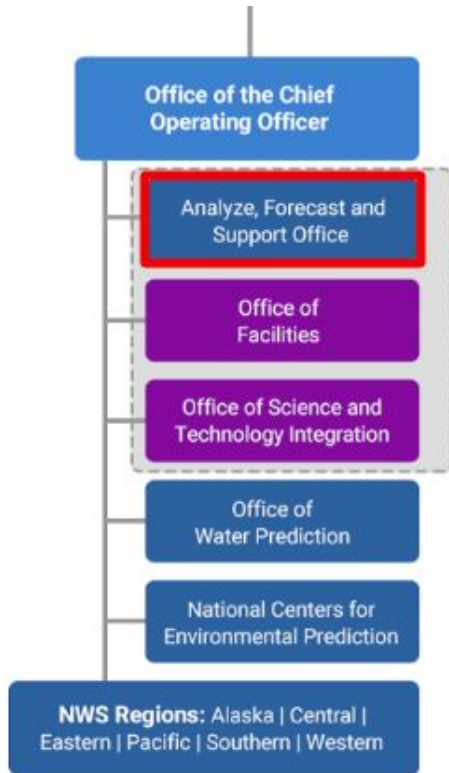 Office of the Chief
Operating Officer
Analyze, Forecast and
Support Office
Office of
Facilities
Office of Science and
Technology Integration
Office of
Water Prediction
National Centers for
Environmental Prediction
NWS Regions: Alaska | Central |
Eastern | Pacific | Southern | Western